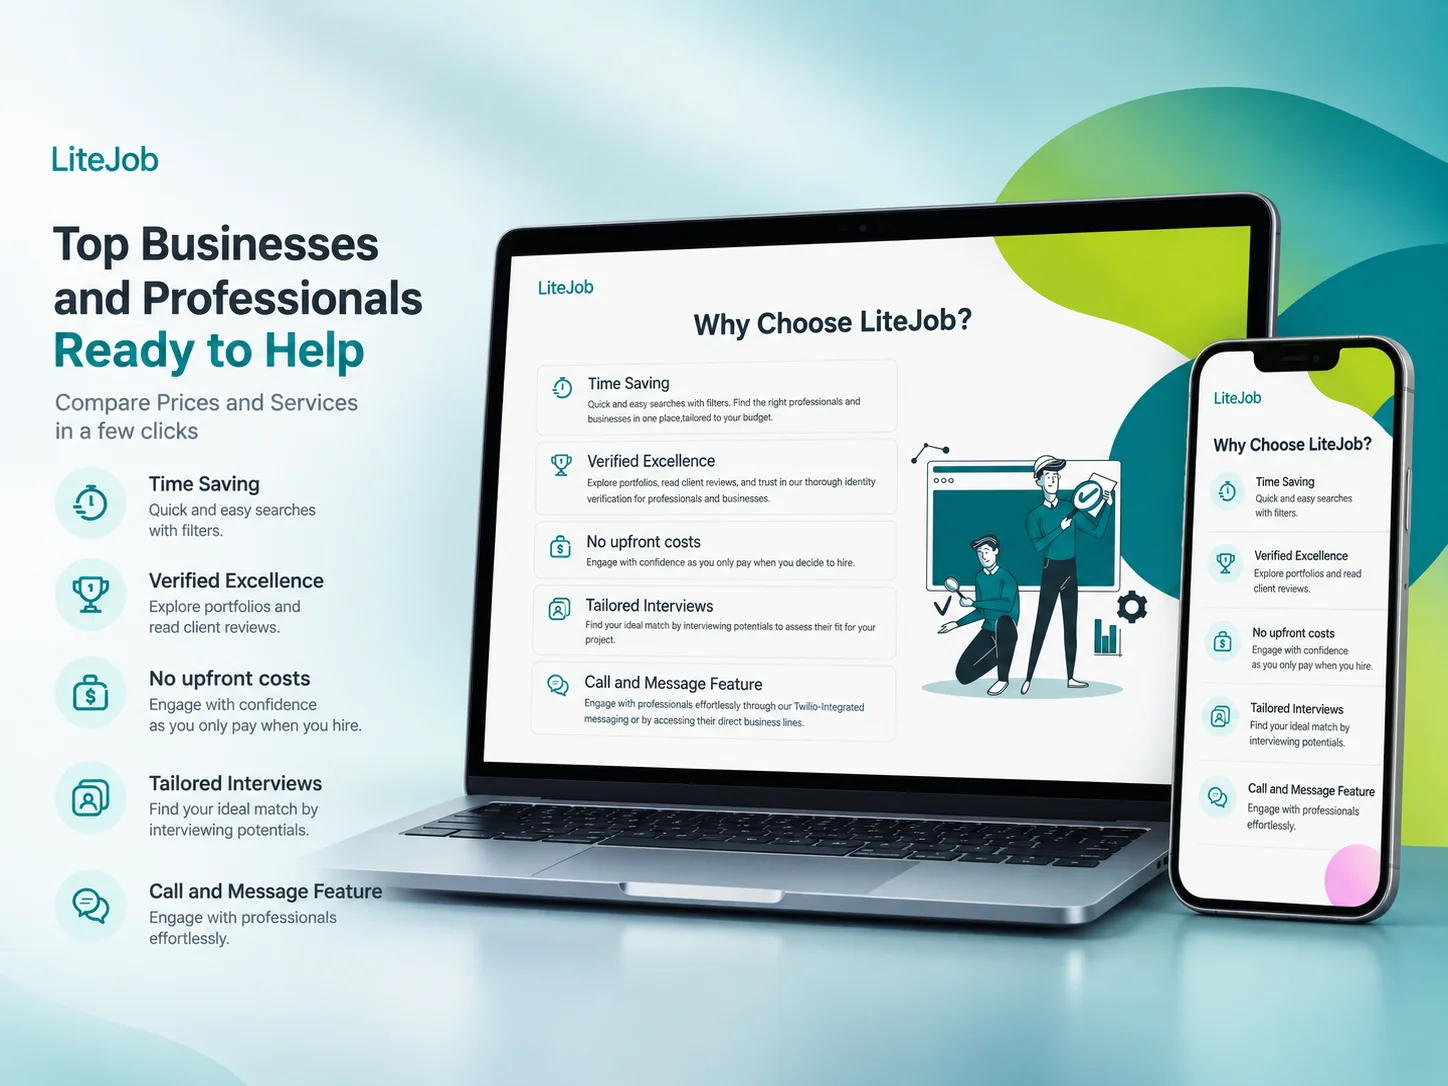 LiteJob
Top Businesses
and Professionals
Ready to Help
Compare Prices and Services
in a few clicks
Time Saving
Quick and easy searches
with filters.
1
Verified Excellence
Explore portfolios and
read client reviews.
$
No upfront costs
Engage with confidence
as you only pay when you hire.
Tailored Interviews
Find your ideal match by
interviewing potentials.
Call and Message Feature
Engage with professionals
effortlessly.
LiteJob
Why Choose LiteJob?
Time Saving
Quick and easy searches with filters. Find the right professionals and
businesses in one place,tailored to your budget.
1
Verified Excellence
Explore portfolios, read client reviews, and trust in our thorough identity
verification for professionals and businesses.
$
No upfront costs
Engage with confidence as you only pay when you decide to hire.
Tailored Interviews
Find your ideal match by interviewing potentials to assess their fit for your
project.
Call and Message Feature
Engage with professionals effortlessly through our Twilio-Integrated
messaging or by accessing their direct business lines.
LiteJob
Why Choose LiteJob?
Time Saving
Quick and easy searches
with filters.
1
Verified Excellence
Explore portfolios and read
client reviews.
$
No upfront costs
Engage with confidence
as you only pay when you hire.
Tailored Interviews
Find your ideal match by
interviewing potentials.
Call and Message Feature
Engage with professionals
effortlessly.